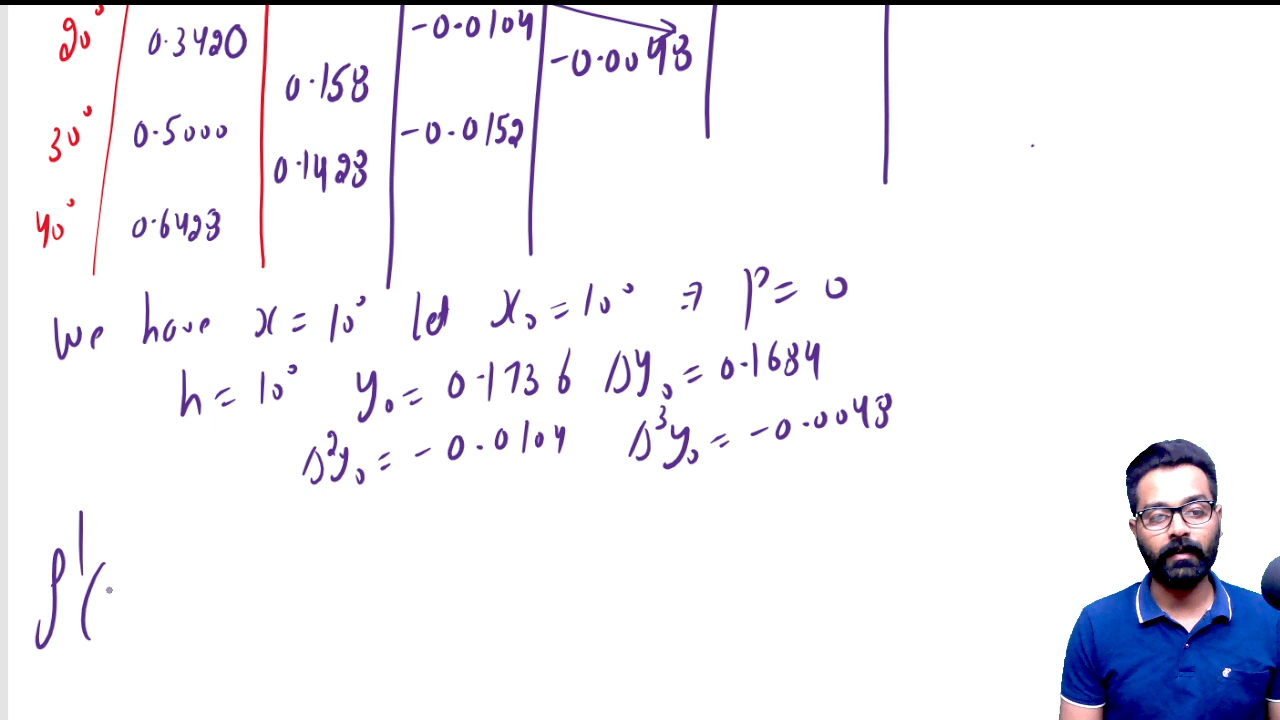 20° 0.3420 -0.0104
0.158 -0.0048
30° 0.5000 -0.0152
0.1428
40° 0.6428
We have x = 10° let x₀ = 10° ⇒ P = 0
h = 10° y₀ = 0.1736 Δy₀ = 0.1684
Δ²y₀ = -0.0104 Δ³y₀ = -0.0048
f'(